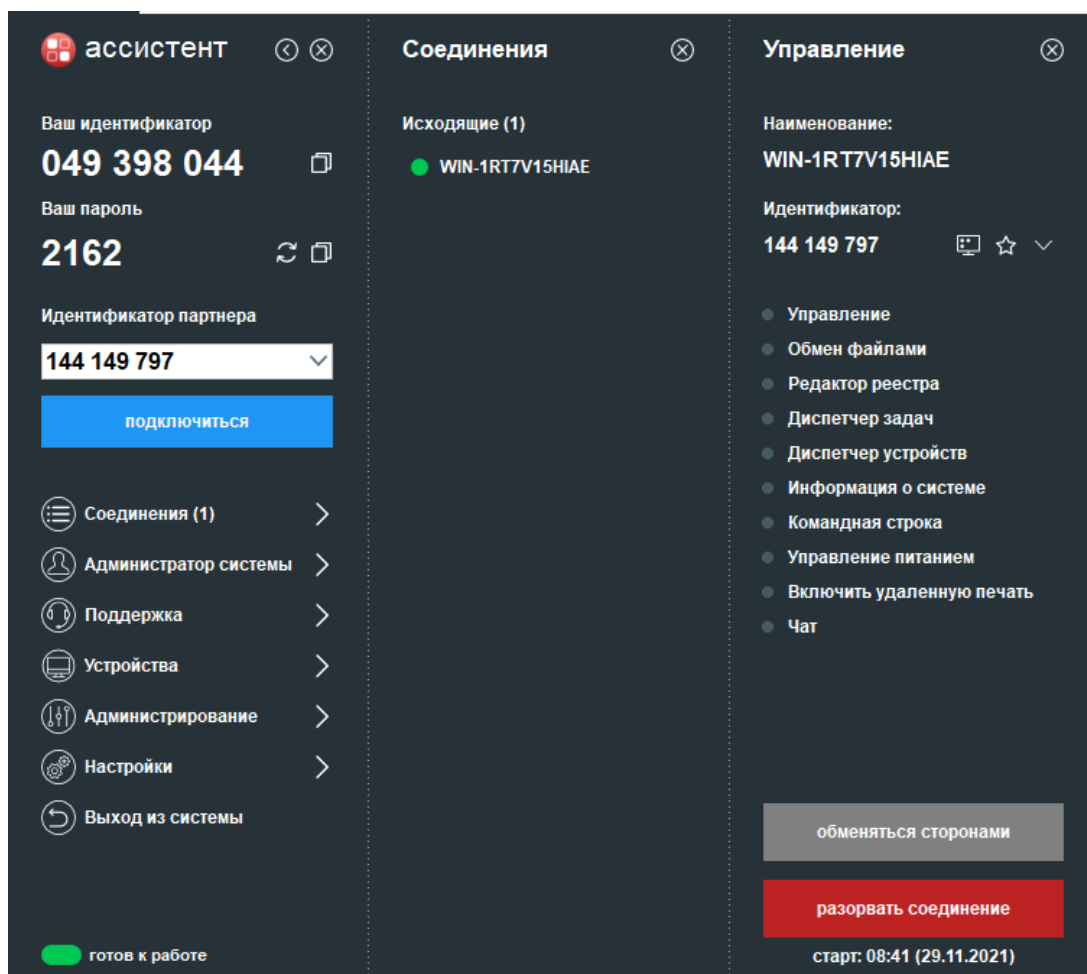 ассистент
Ваш идентификатор
049 398 044
Ваш пароль
2162
Идентификатор партнера
144 149 797
подключиться
Соединения (1)
Администратор системы
Поддержка
Устройства
Администрирование
Настройки
Выход из системы
готов к работе
Соединения
Исходящие (1)
WIN-1RT7V15HIAE
Управление
Наименование:
WIN-1RT7V15HIAE
Идентификатор:
144 149 797
Управление
Обмен файлами
Редактор реестра
Диспетчер задач
Диспетчер устройств
Информация о системе
Командная строка
Управление питанием
Включить удаленную печать
Чат
обменяться сторонами
разорвать соединение
старт: 08:41 (29.11.2021)